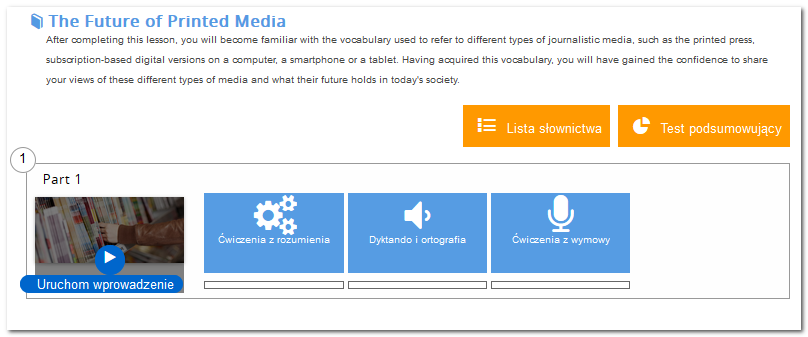 The Future of Printed Media
After completing this lesson, you will become familiar with the vocabulary used to refer to different types of journalistic media, such as the printed press,
subscription-based digital versions on a computer, a smartphone or a tablet. Having acquired this vocabulary, you will have gained the confidence to share
your views of these different types of media and what their future holds in today's society.
Lista słownictwa
Test podsumowujący
1
Part 1
Ćwiczenia z rozumienia
Dyktando i ortografia
Ćwiczenia z wymowy
Uruchom wprowadzenie